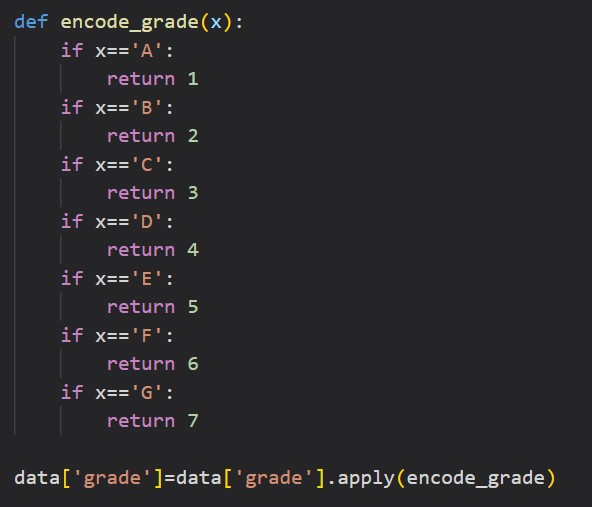 def encode_grade(x):
    if x=='A':
        return 1
    if x=='B':
        return 2
    if x=='C':
        return 3
    if x=='D':
        return 4
    if x=='E':
        return 5
    if x=='F':
        return 6
    if x=='G':
        return 7

data['grade']=data['grade'].apply(encode_grade)